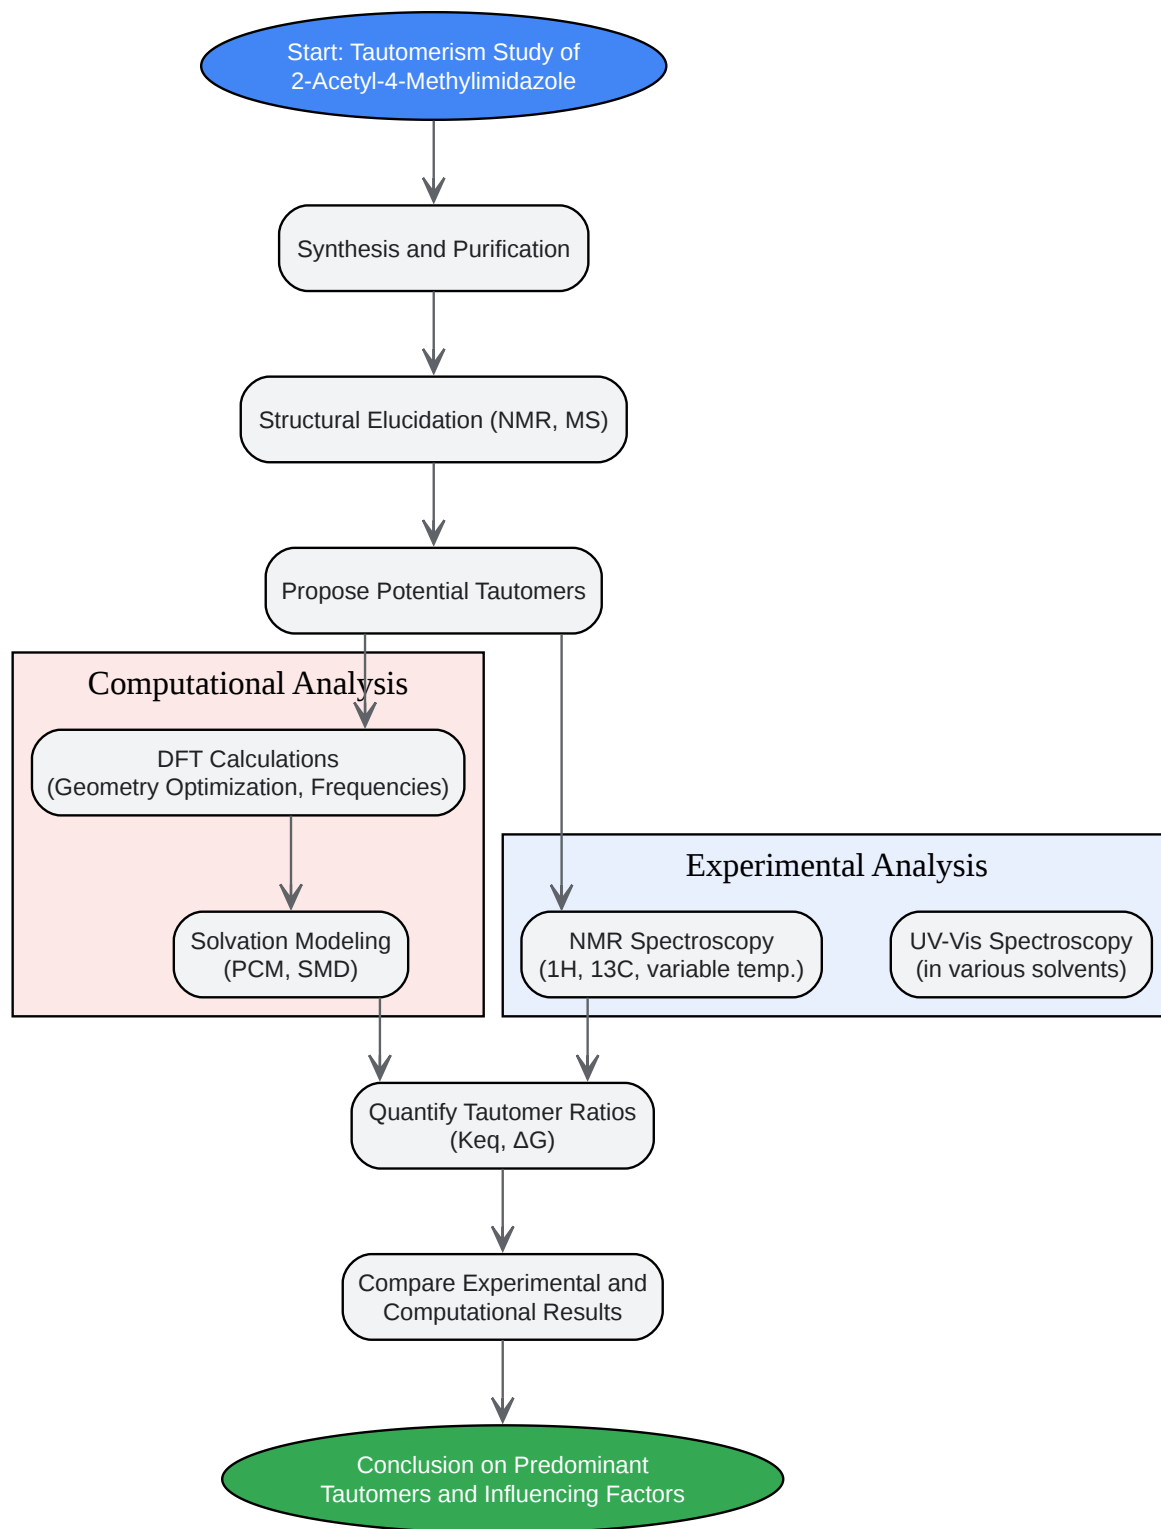 Start: Tautomerism Study of
2-Acetyl-4-Methylimidazole
Synthesis and Purification
Structural Elucidation (NMR, MS)
Propose Potential Tautomers
Computational Analysis
DFT Calculations
(Geometry Optimization, Frequencies)
Experimental Analysis
Solvation Modeling
(PCM, SMD)
NMR Spectroscopy
(1H, 13C, variable temp.)
UV-Vis Spectroscopy
(in various solvents)
Quantify Tautomer Ratios
(Keq, ΔG)
Compare Experimental and
Computational Results
Conclusion on Predominant
Tautomers and Influencing Factors